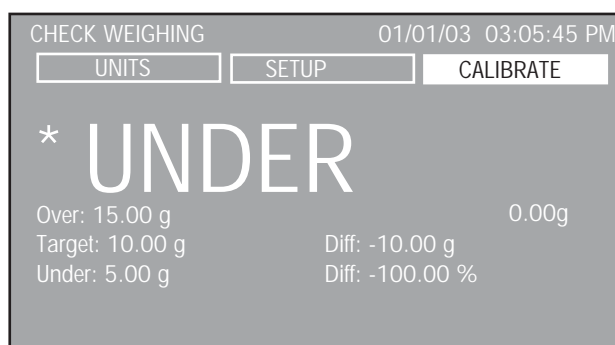 CHECK WEIGHING 01/01/03 03:05:45 PM
UNITS SETUP CALIBRATE
* UNDER
Over: 15.00 g 0.00g
Target: 10.00 g Diff: -10.00 g
Under: 5.00 g Diff: -100.00 %